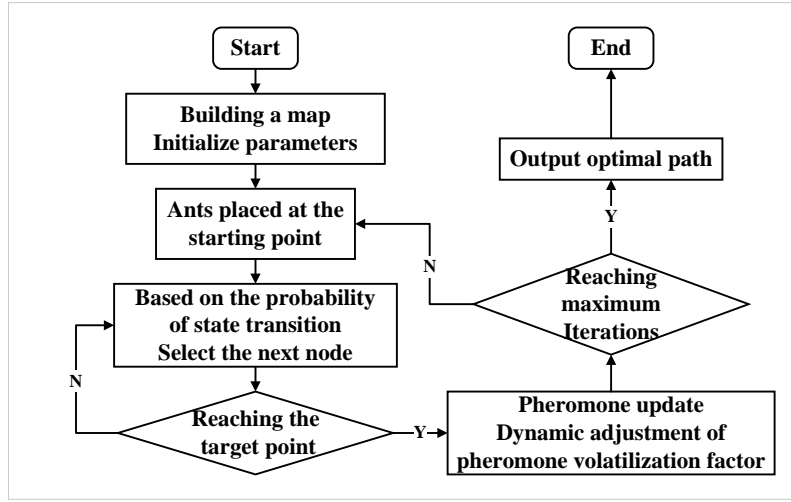 Start
Building a map
Initialize parameters
Ants placed at the
starting point
Based on the probability
of state transition
Select the next node
N
Reaching the
target point
Y
Pheromone update
Dynamic adjustment of
pheromone volatilization factor
Reaching
maximum
Iterations
N
Y
Output optimal path
End